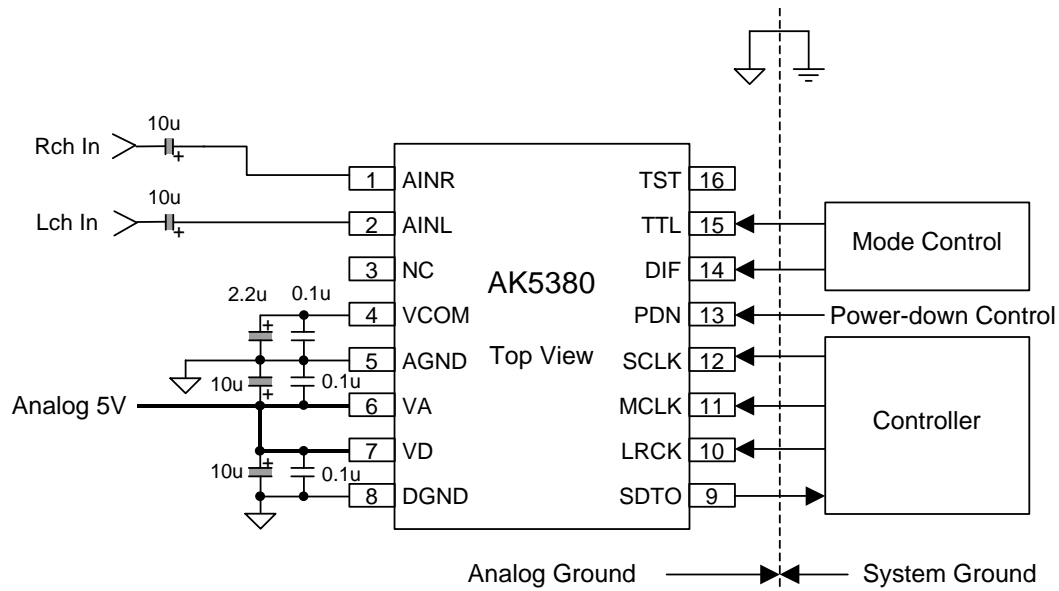 10u
Rch In
1 AINR
TST 16
10u
Lch In
2 AINL
TTL 15
Mode Control
3 NC
DIF 14
AK5380
2.2u 0.1u
4 VCOM
PDN 13
Power-down Control
Top View
5 AGND
SCLK 12
10u 0.1u
Analog 5V
6 VA
MCLK 11
Controller
7 VD
LRCK 10
10u 0.1u
8 DGND
SDTO 9
Analog Ground
System Ground